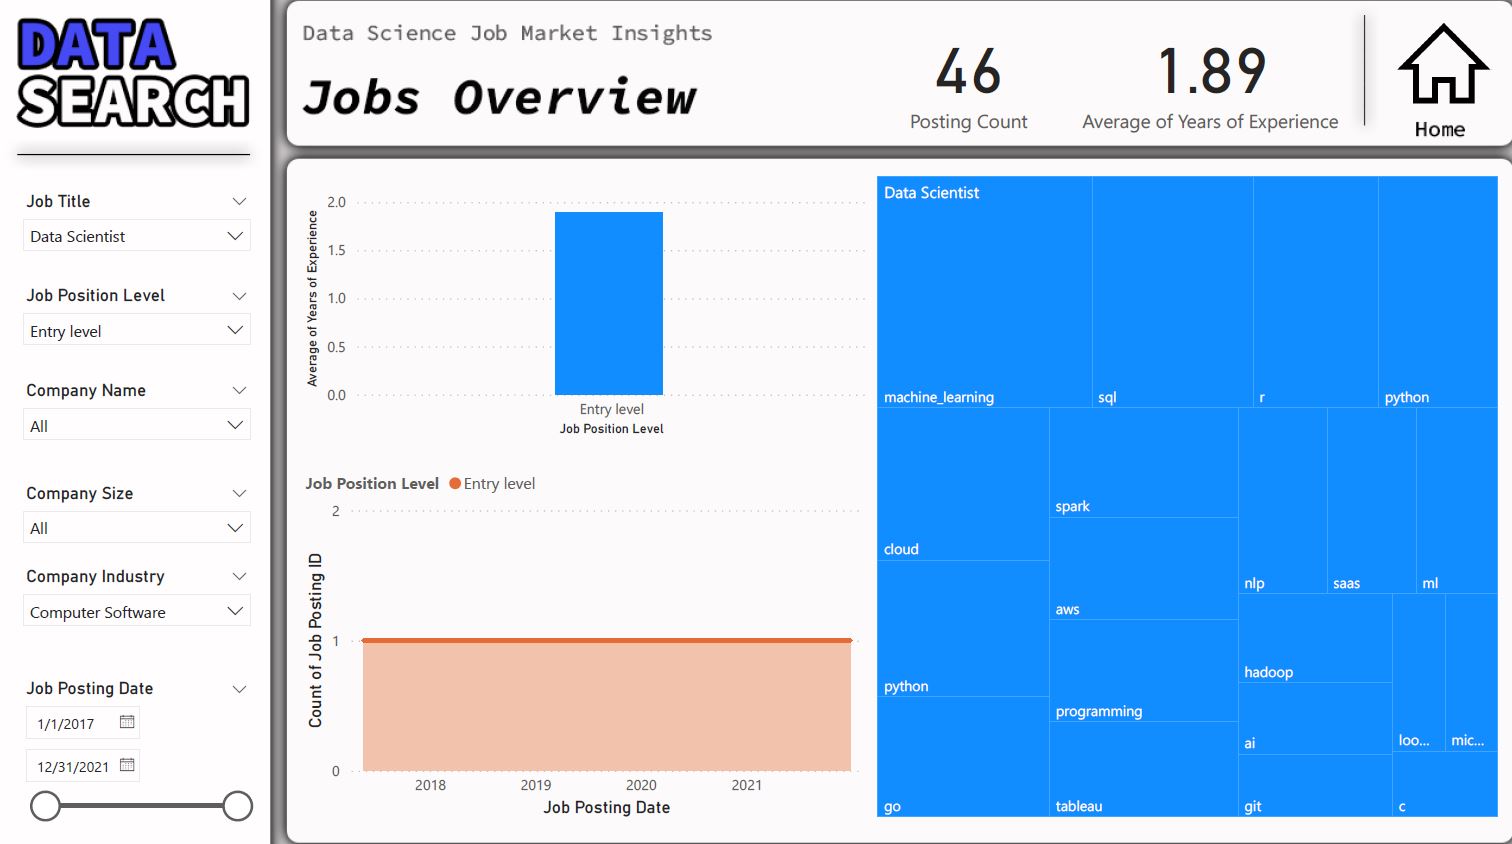 DATA
SEARCH
Data Science Job Market Insights
Jobs Overview
46
Posting Count
1.89
Average of Years of Experience
Home
Job Title
Data Scientist
Job Position Level
Entry level
Company Name
All
Company Size
All
Company Industry
Computer Software
Job Posting Date
1/1/2017
12/31/2021
Average of Years of Experience
2.0
1.5
1.0
0.5
0.0
Entry level
Job Position Level
Job Position Level Entry level
Count of Job Posting ID
2
1
0
2018 2019 2020 2021
Job Posting Date
Data Scientist
machine_learning sql r python
cloud
python
go
spark
aws
programming
tableau
nlp saas ml
hadoop
ai
git
loo... mic...
c